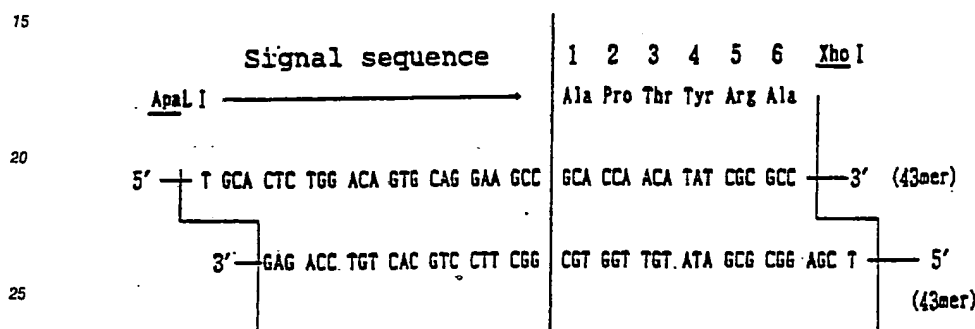 15
Signal sequence 1 2 3 4 5 6 Xho I
ApaL I Ala Pro Thr Tyr Arg Ala
20
5' T GCA CTC TGG ACA GTG CAG GAA GCC GCA CCA ACA TAT CGC GCC 3' (43mer)
3' GAG ACC TGT CAC GTC CTT CGG CGT GGT TGT ATA GCG CGG AGC T 5'
25
(43mer)